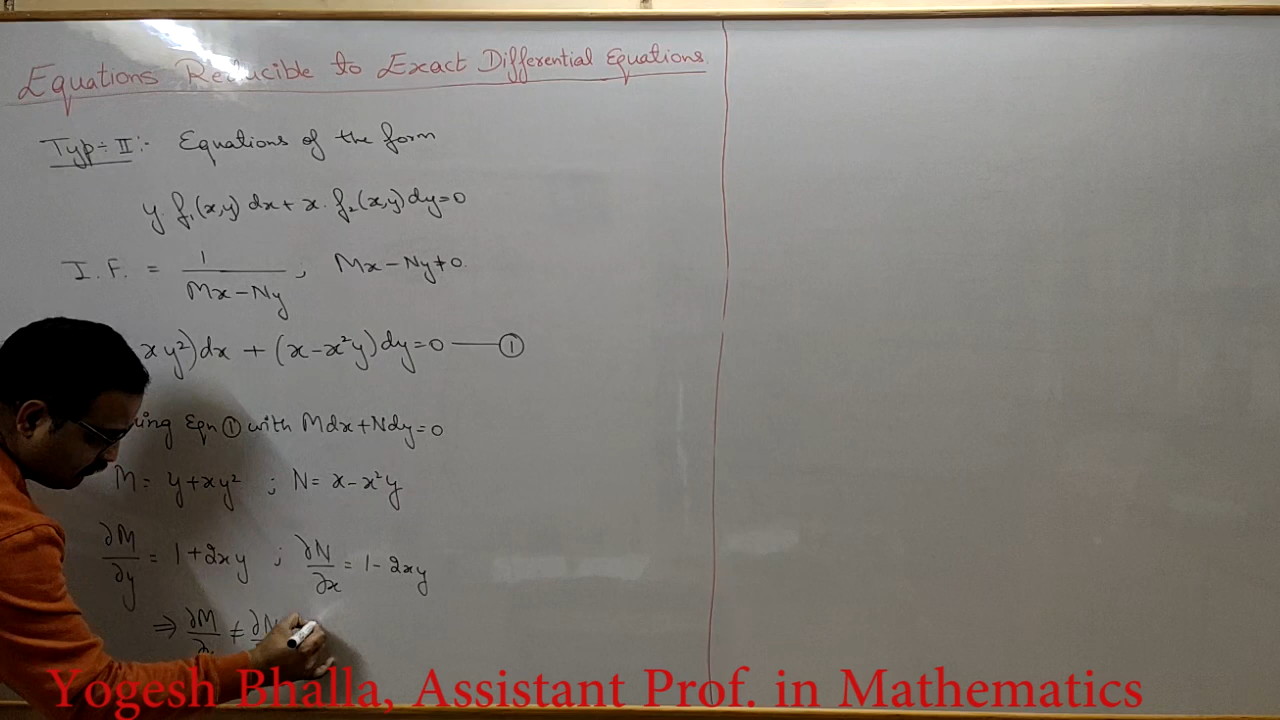 Equations Reducible to Exact Differential Equations
Typ-II:- Equations of the form
y f₁(x,y) dx + x. f₂(x,y) dy = 0
I.F. = 1/(Mx - Ny) ; Mx - Ny ≠ 0.
xy²)dx + (x - x²y) dy = 0 —— ①
ing Eqn ① with Mdx + Ndy = 0
M = y + xy² ; N = x - x²y
∂M/∂y = 1 + 2xy ; ∂N/∂x = 1 - 2xy
⇒ ∂M ≠ ∂N
Yogesh Bhalla, Assistant Prof. in Mathematics